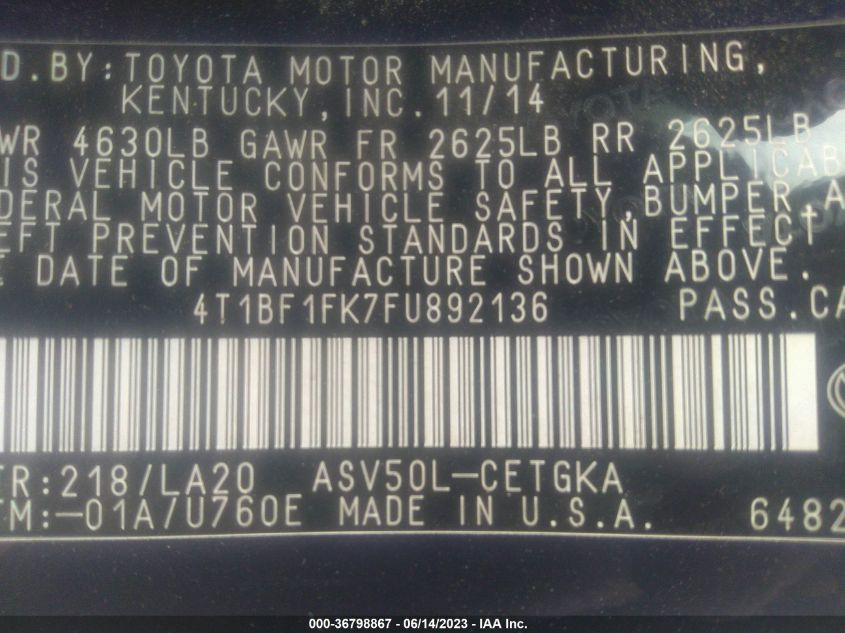 D.BY:TOYOTA MOTOR MANUFACTURING,
KENTUCKY,INC. 11/14
WR 4630LB GAWR FR 2625LB RR 2625LB
IS VEHICLE CONFORMS TO ALL APPLICAB
DERAL MOTOR VEHICLE SAFETY,BUMPER,A
EFT PREVENTION STANDARDS IN EFFECT
E DATE OF MANUFACTURE SHOWN ABOVE.
4T1BF1FK7FU892136 PASS.CA
TR:218/LA20 ASV50L-CETGKA
TM:-01A/U760E MADE IN U.S.A. 6482
000-36798867 - 06/14/2023 - IAA Inc.